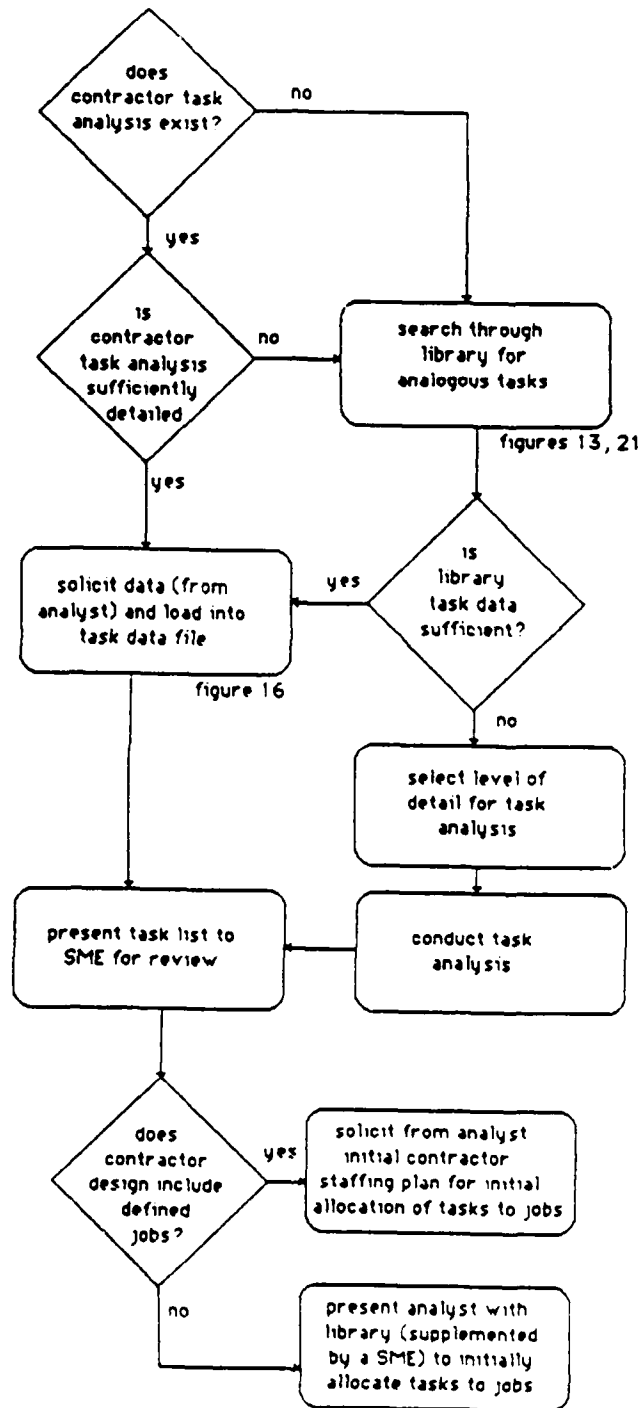 does
contractor task
analysis exist?
no
yes
is
contractor
task analysis
sufficiently
detailed
no
search through
library for
analogous tasks
figures 13, 21
yes
solicit data (from
analyst) and load into
task data file
yes
is
library
task data
sufficient?
figure 16
no
select level of
detail for task
analysis
present task list to
SME for review
conduct task
analysis
does
contractor
design include
defined
jobs?
yes
solicit from analyst
initial contractor
staffing plan for initial
allocation of tasks to jobs
no
present analyst with
library (supplemented
by a SME) to initially
allocate tasks to jobs